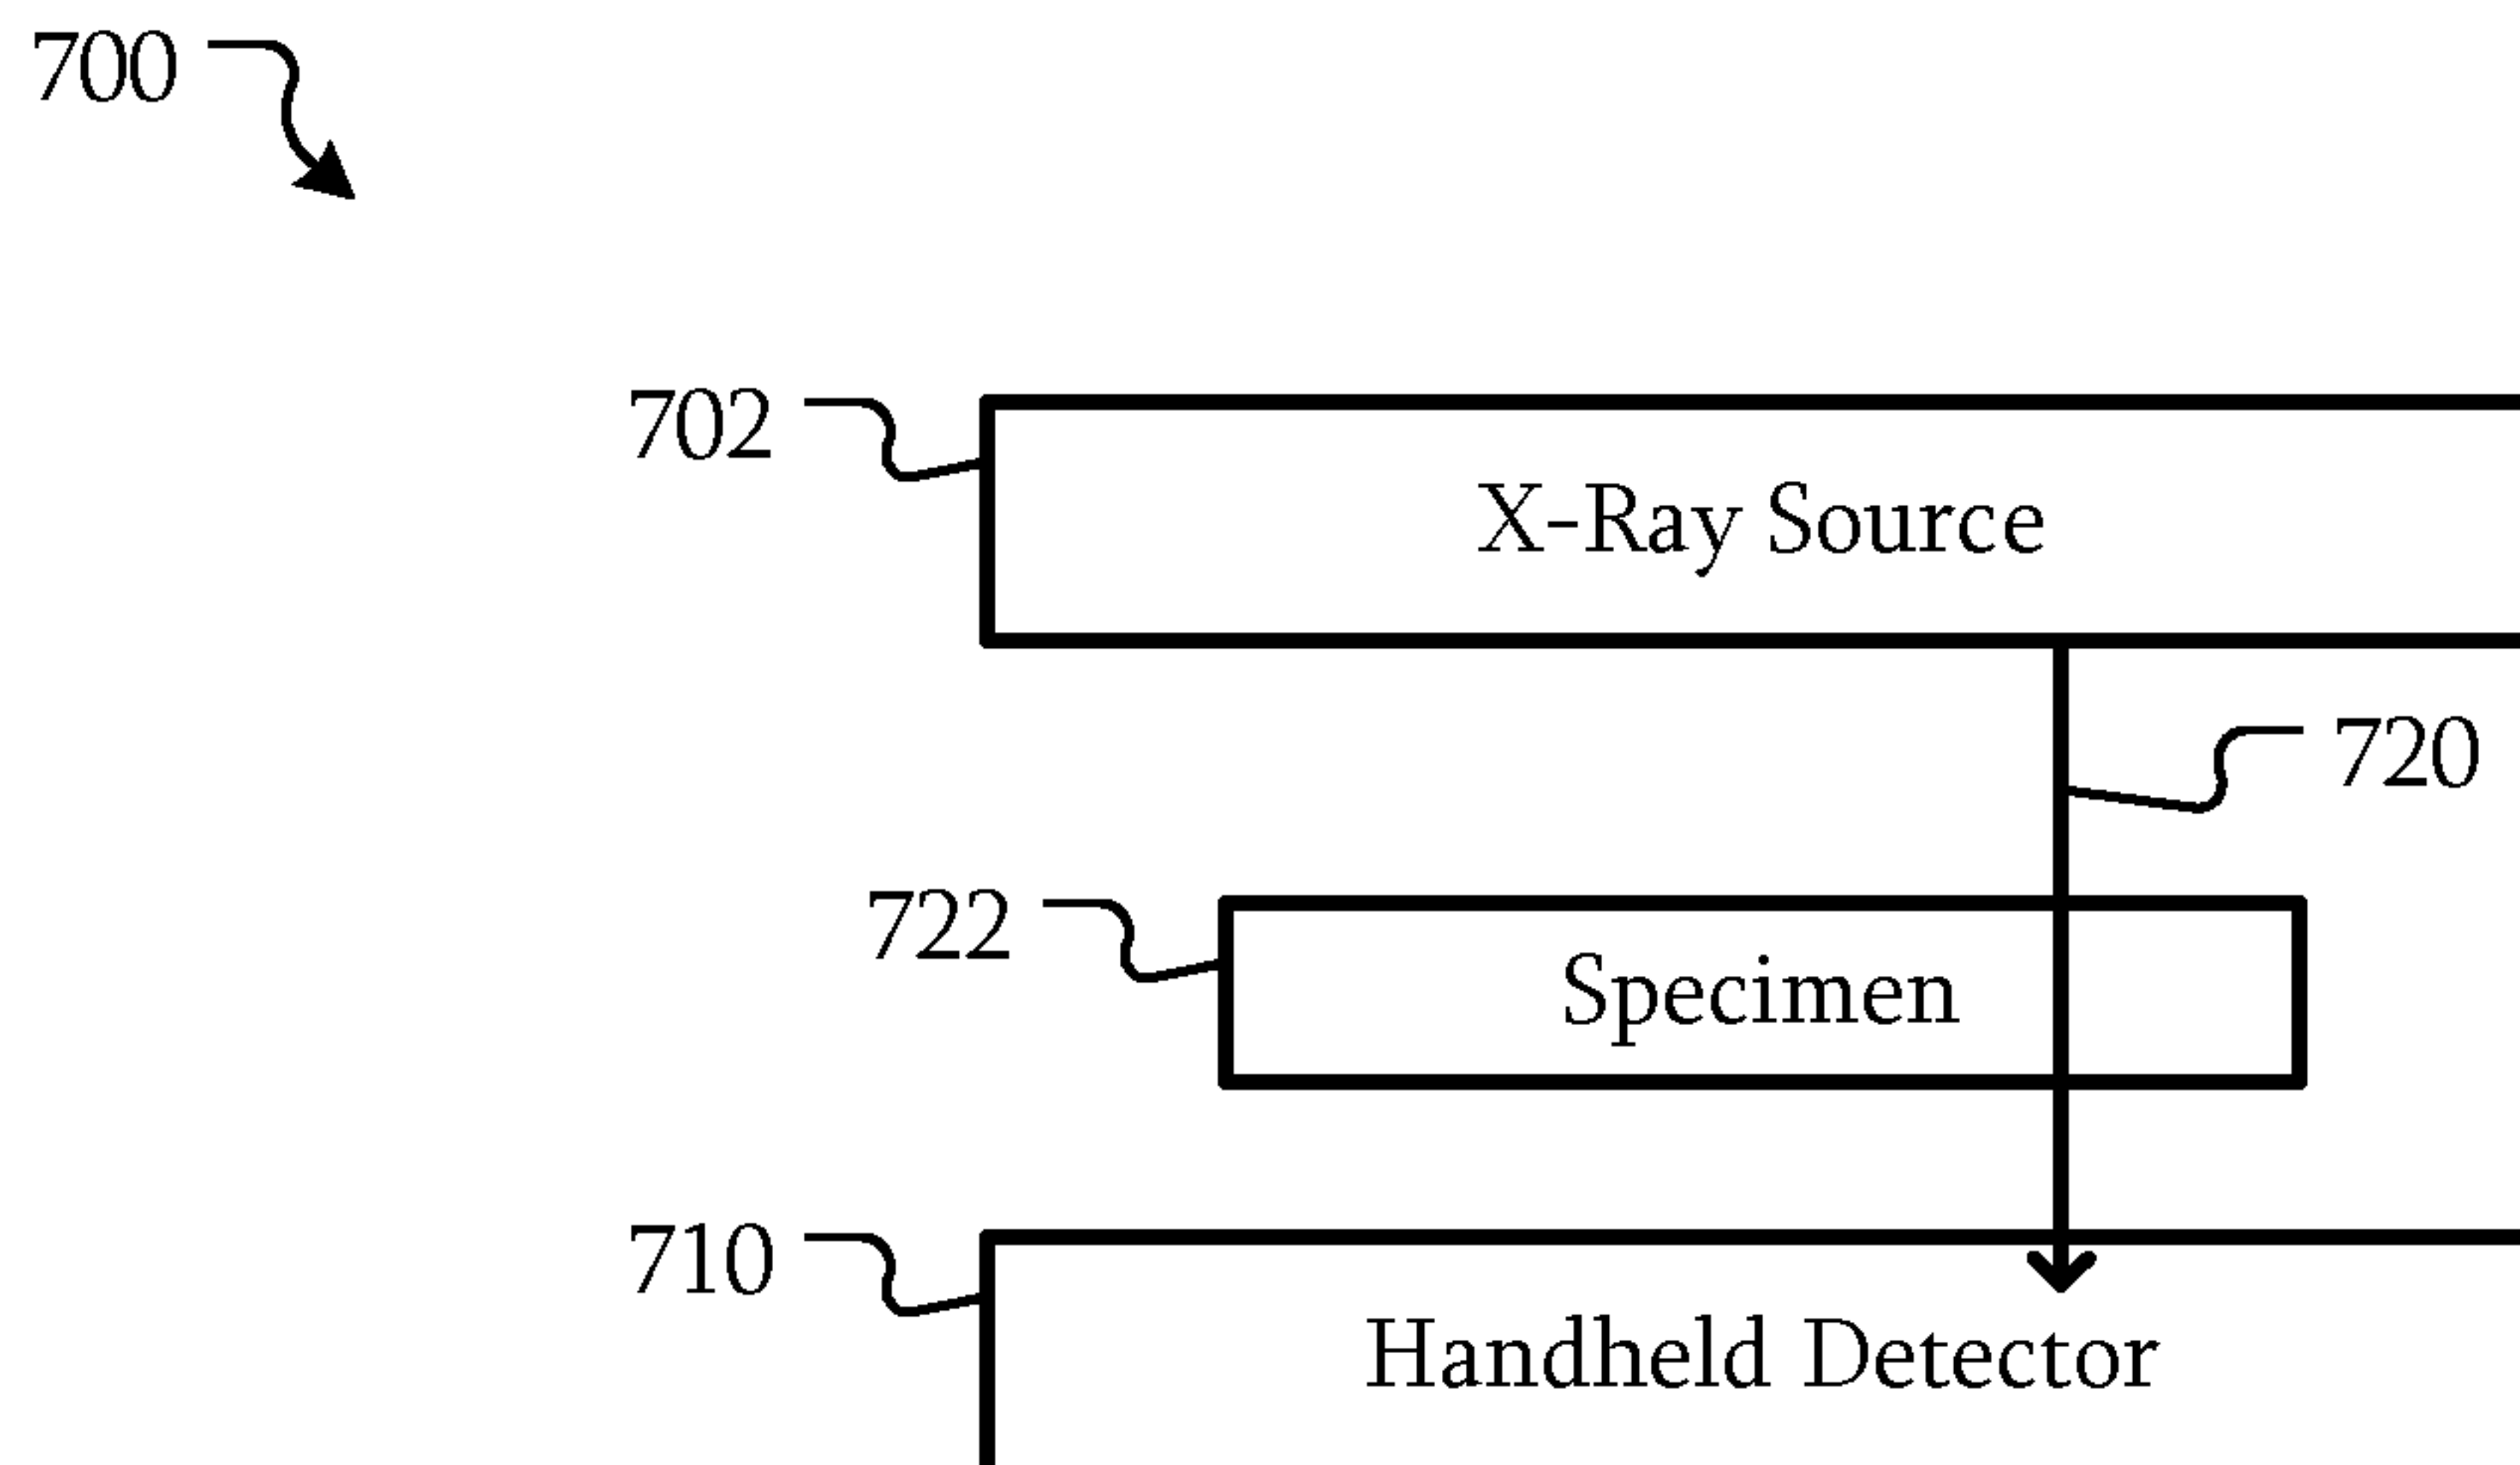 700
702
X-Ray Source
720
722
Specimen
710
Handheld Detector